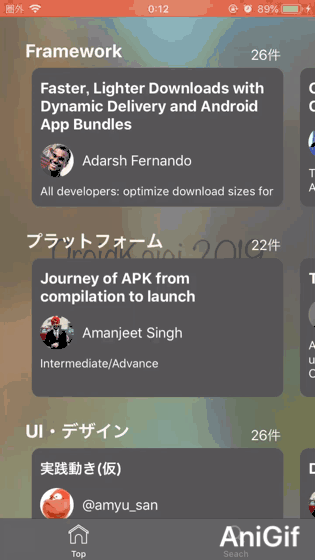 圏外 0:12 89%
Framework 26件
Faster, Lighter Downloads with
Dynamic Delivery and Android
App Bundles
Adarsh Fernando
All developers: optimize download sizes for
DroidKaigi 2019
プラットフォーム 22件
Journey of APK from
compilation to launch
Amanjeet Singh
Intermediate/Advance
UI・デザイン 26件
実践動き(仮)
@amyu_san
Top
Seach
AniGif